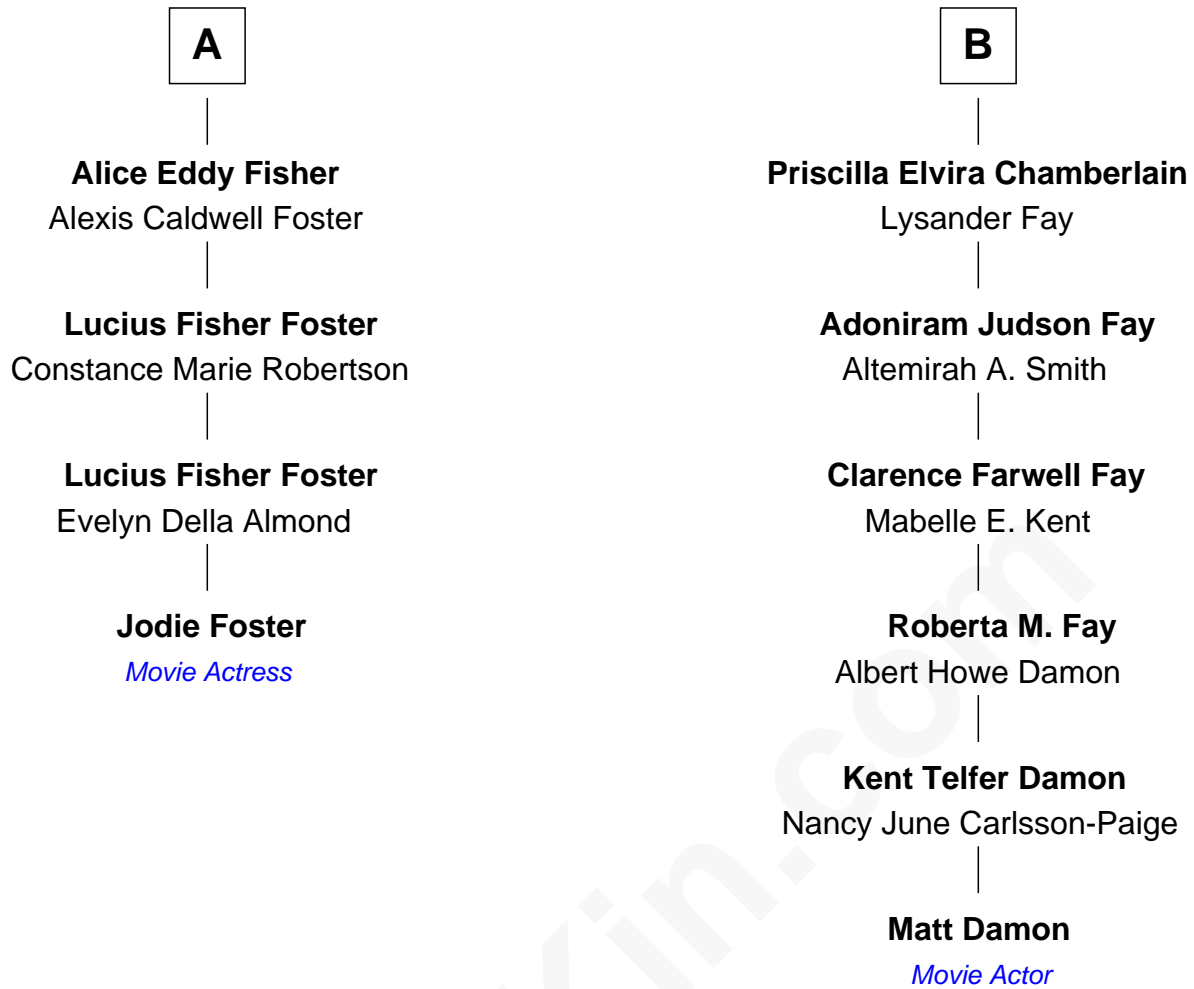 A
Alice Eddy Fisher
Alexis Caldwell Foster
Lucius Fisher Foster
Constance Marie Robertson
Lucius Fisher Foster
Evelyn Della Almond
Jodie Foster
Movie Actress
B
Priscilla Elvira Chamberlain
Lysander Fay
Adoniram Judson Fay
Altemirah A. Smith
Clarence Farwell Fay
Mabelle E. Kent
Roberta M. Fay
Albert Howe Damon
Kent Telfer Damon
Nancy June Carlsson-Paige
Matt Damon
Movie Actor
Kin.com